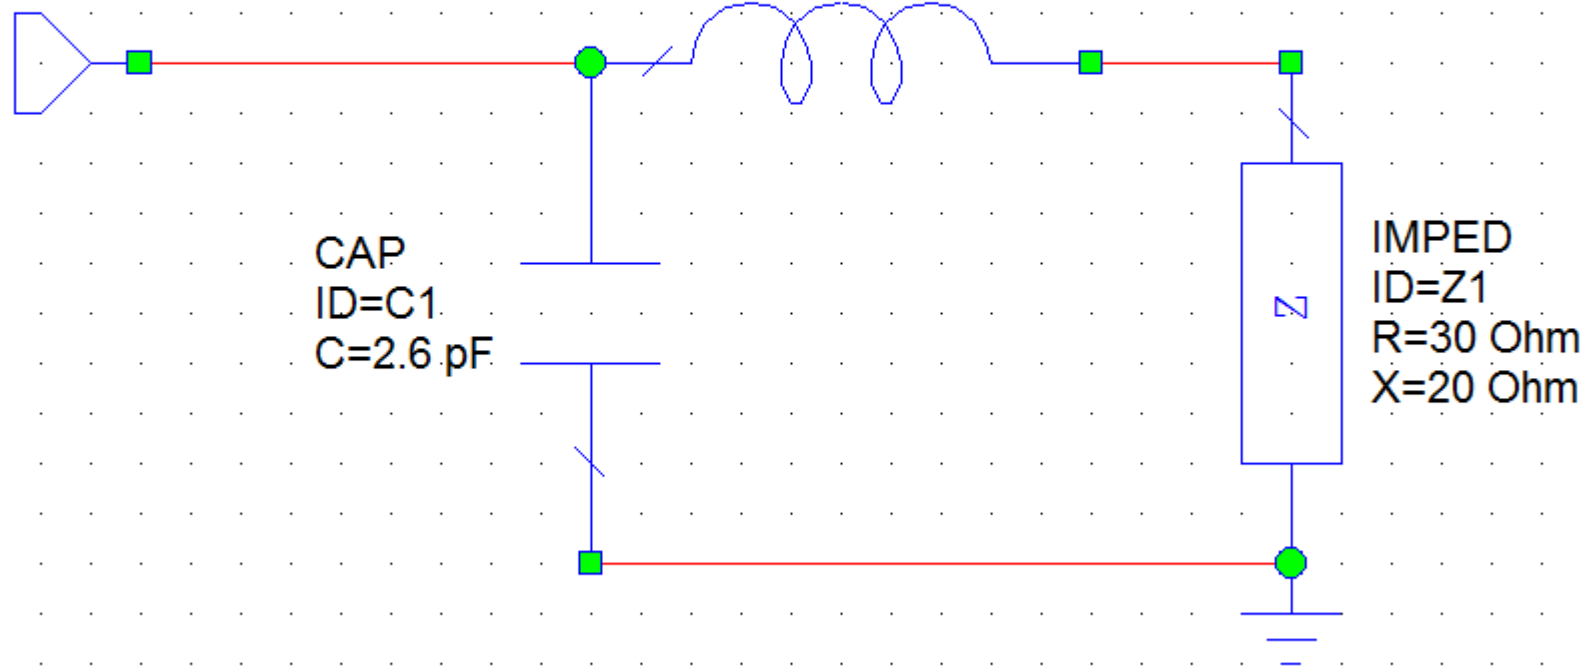 CAP
ID=C1
C=2.6 pF
IMPED
ID=Z1
R=30 Ohm
X=20 Ohm
Z